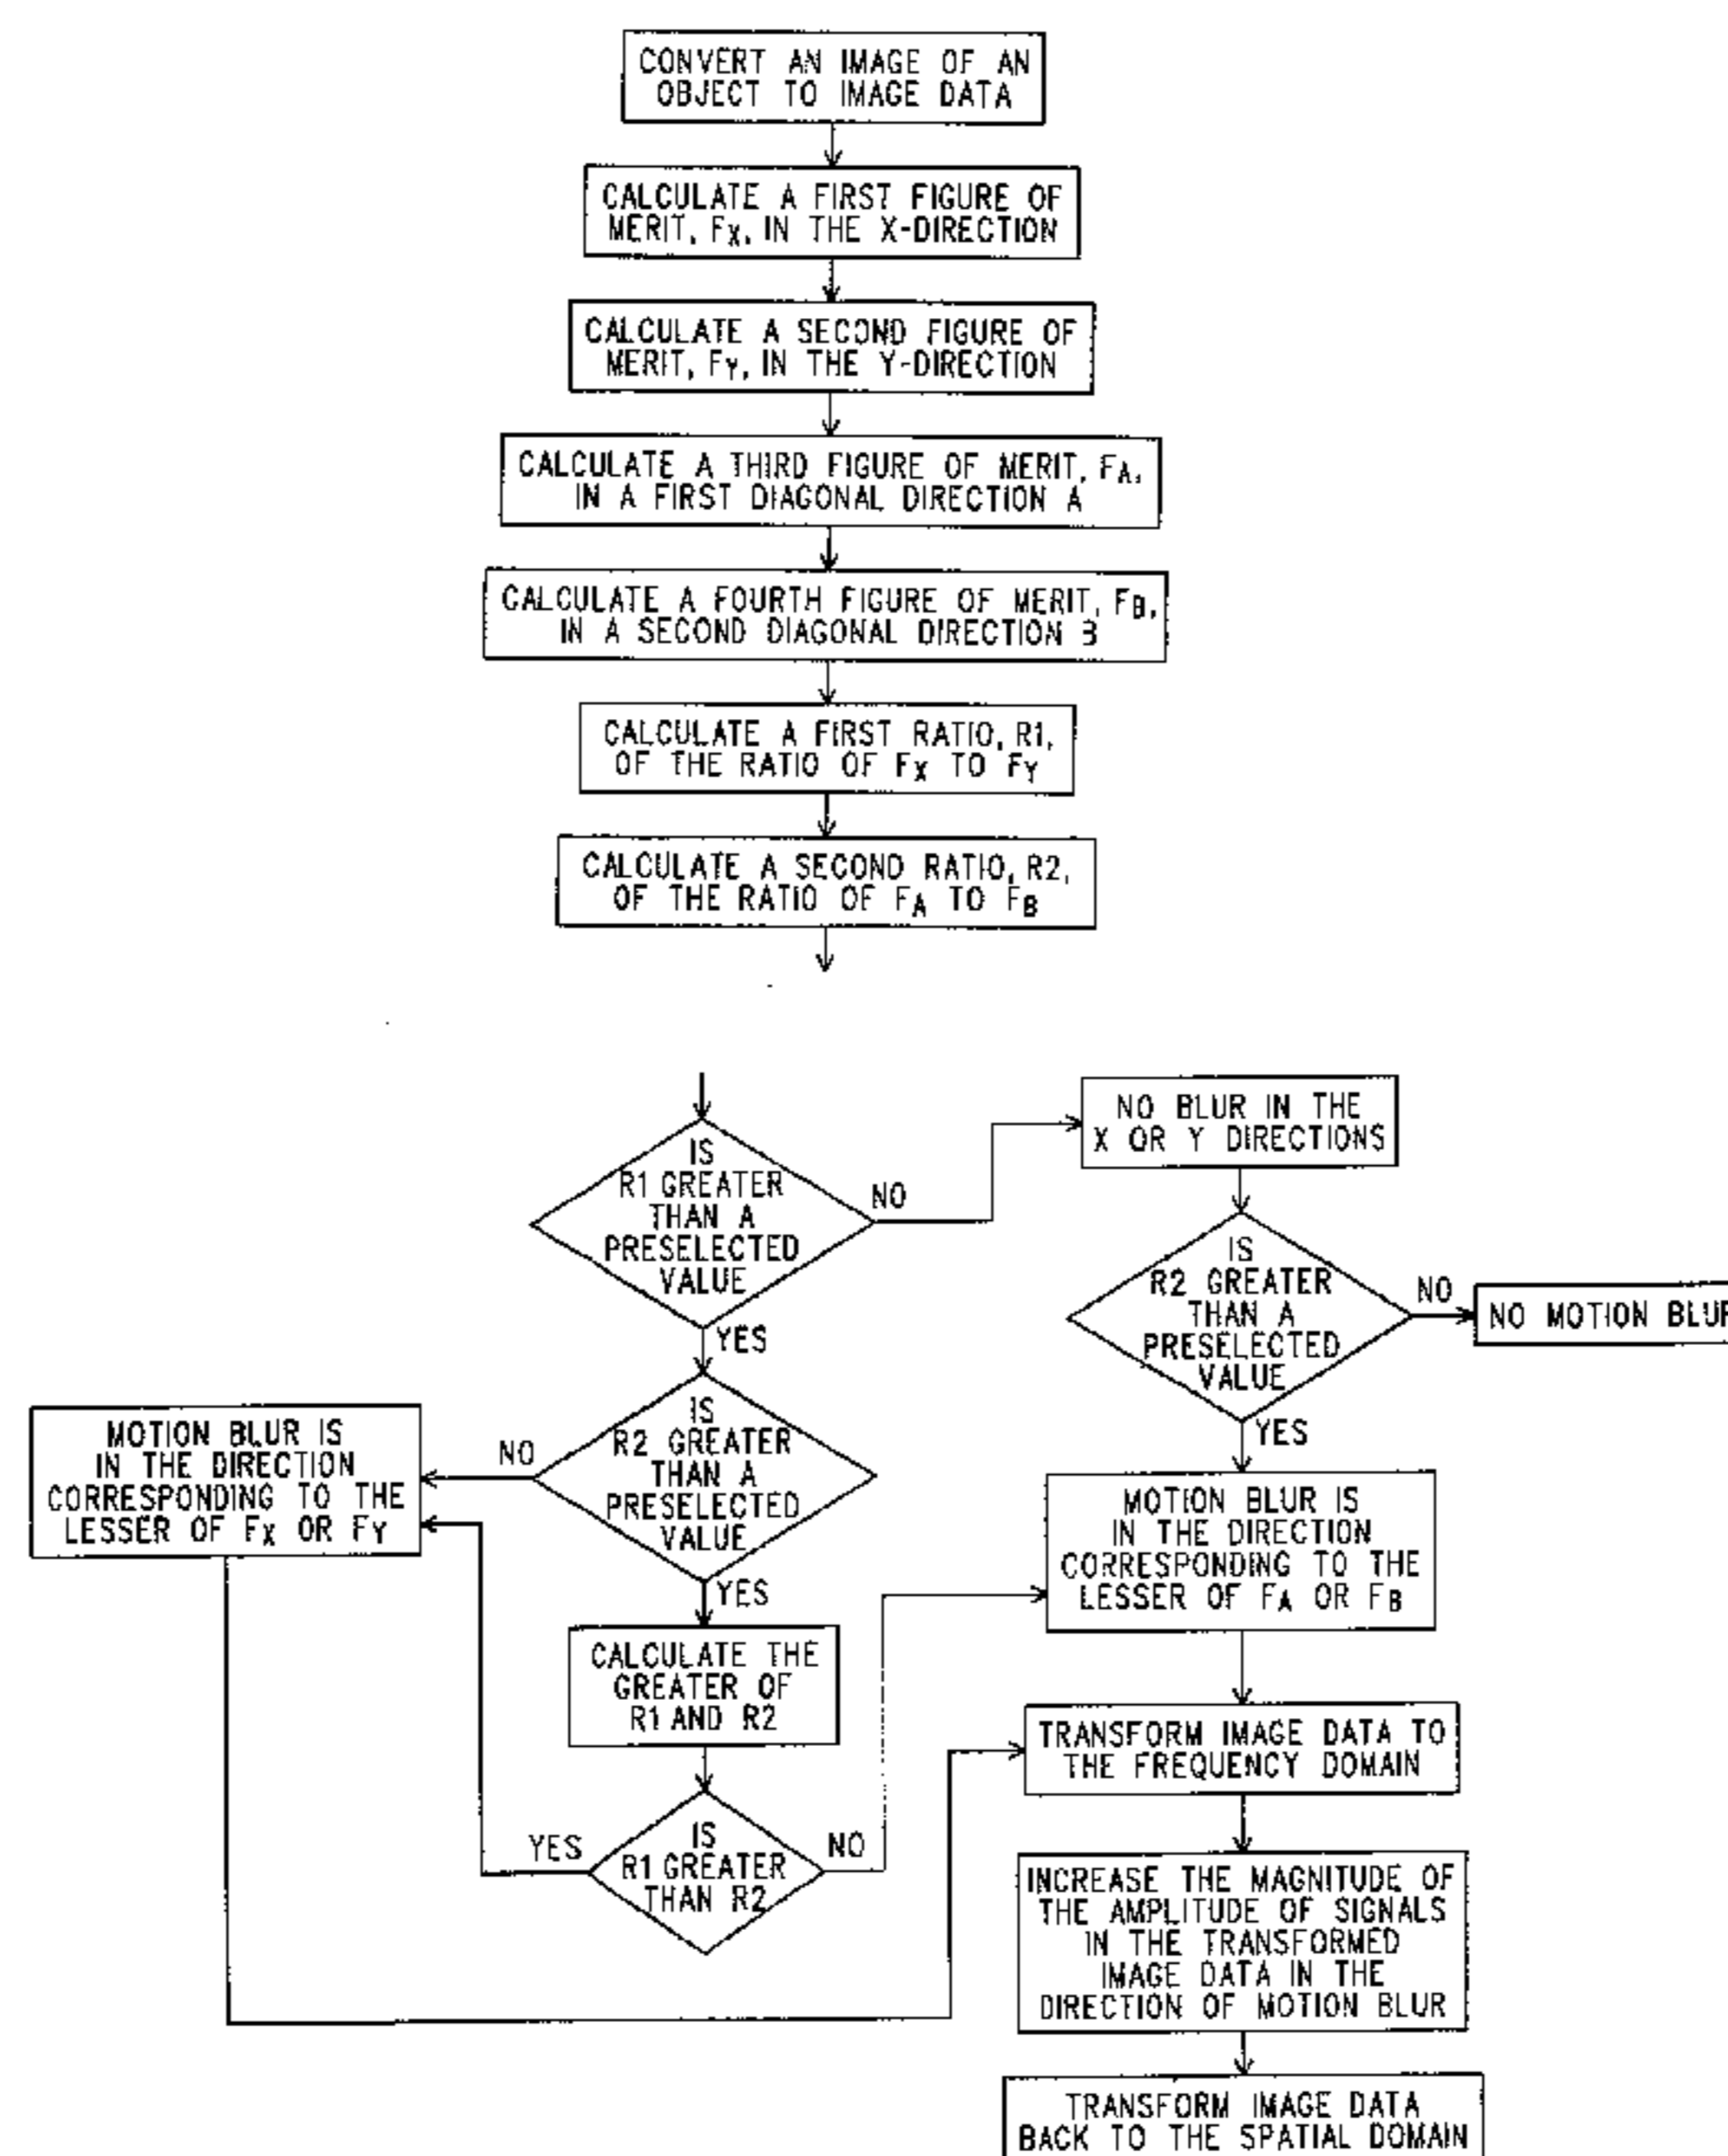 CONVERT AN IMAGE OF AN
OBJECT TO IMAGE DATA
CALCULATE A FIRST FIGURE OF
MERIT, FX, IN THE X-DIRECTION
CALCULATE A SECOND FIGURE OF
MERIT, FY, IN THE Y-DIRECTION
CALCULATE A THIRD FIGURE OF MERIT, FA,
IN A FIRST DIAGONAL DIRECTION A
CALCULATE A FOURTH FIGURE OF MERIT, FB,
IN A SECOND DIAGONAL DIRECTION B
CALCULATE A FIRST RATIO, R1,
OF THE RATIO OF FX TO FY
CALCULATE A SECOND RATIO, R2,
OF THE RATIO OF FA TO FB
IS
R1 GREATER
THAN A
PRESELECTED
VALUE
NO
YES
NO BLUR IN THE
X OR Y DIRECTIONS
IS
R2 GREATER
THAN A
PRESELECTED
VALUE
NO
NO MOTION BLUR
YES
IS
R2 GREATER
THAN A
PRESELECTED
VALUE
NO
YES
MOTION BLUR IS
IN THE DIRECTION
CORRESPONDING TO THE
LESSER OF FX OR FY
MOTION BLUR IS
IN THE DIRECTION
CORRESPONDING TO THE
LESSER OF FA OR FB
CALCULATE THE
GREATER OF
R1 AND R2
IS
R1 GREATER
THAN R2
YES
NO
TRANSFORM IMAGE DATA TO
THE FREQUENCY DOMAIN
INCREASE THE MAGNITUDE OF
THE AMPLITUDE OF SIGNALS
IN THE TRANSFORMED
IMAGE DATA IN THE
DIRECTION OF MOTION BLUR
TRANSFORM IMAGE DATA
BACK TO THE SPATIAL DOMAIN